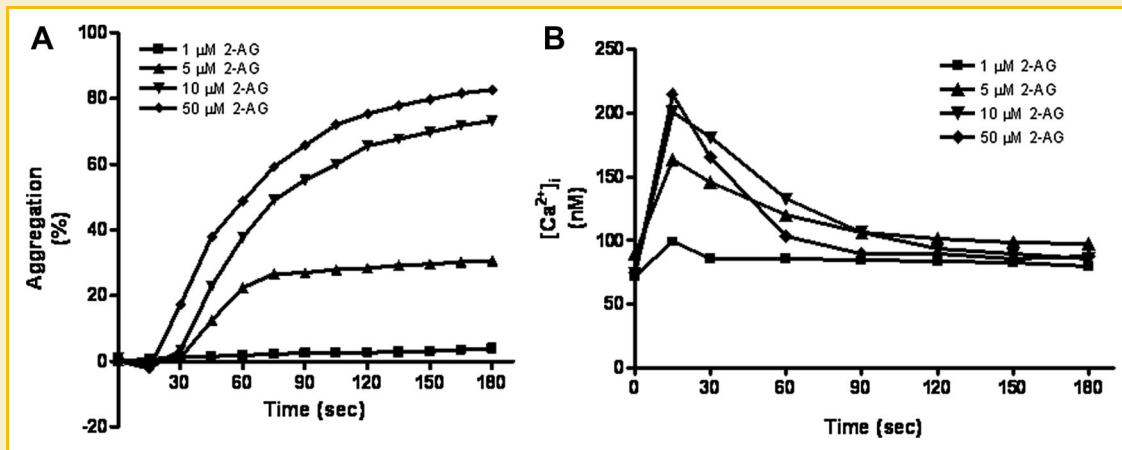 A
100
80
60
40
20
0
-20
Aggregation
(%)
1 µM 2-AG
5 µM 2-AG
10 µM 2-AG
50 µM 2-AG
30 60 90 120 150 180
Time (sec)
B
250
200
150
100
50
0
[Ca²⁺]i
(nM)
1 µM 2-AG
5 µM 2-AG
10 µM 2-AG
50 µM 2-AG
0 30 60 90 120 150 180
Time (sec)